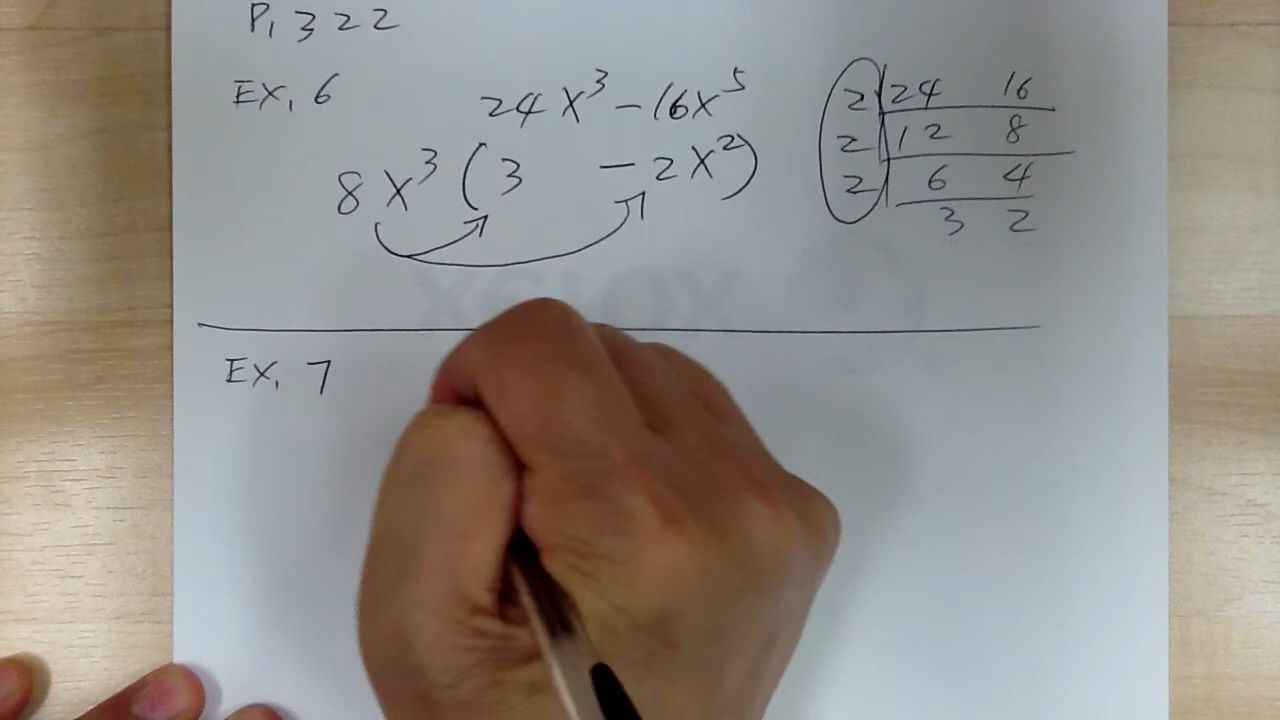 P, 322
EX, 6
24x³ - 16x⁵
8x³ (3 - 2x²)
2 | 24 16
2 | 12 8
2 | 6 4
3 2
EX, 7